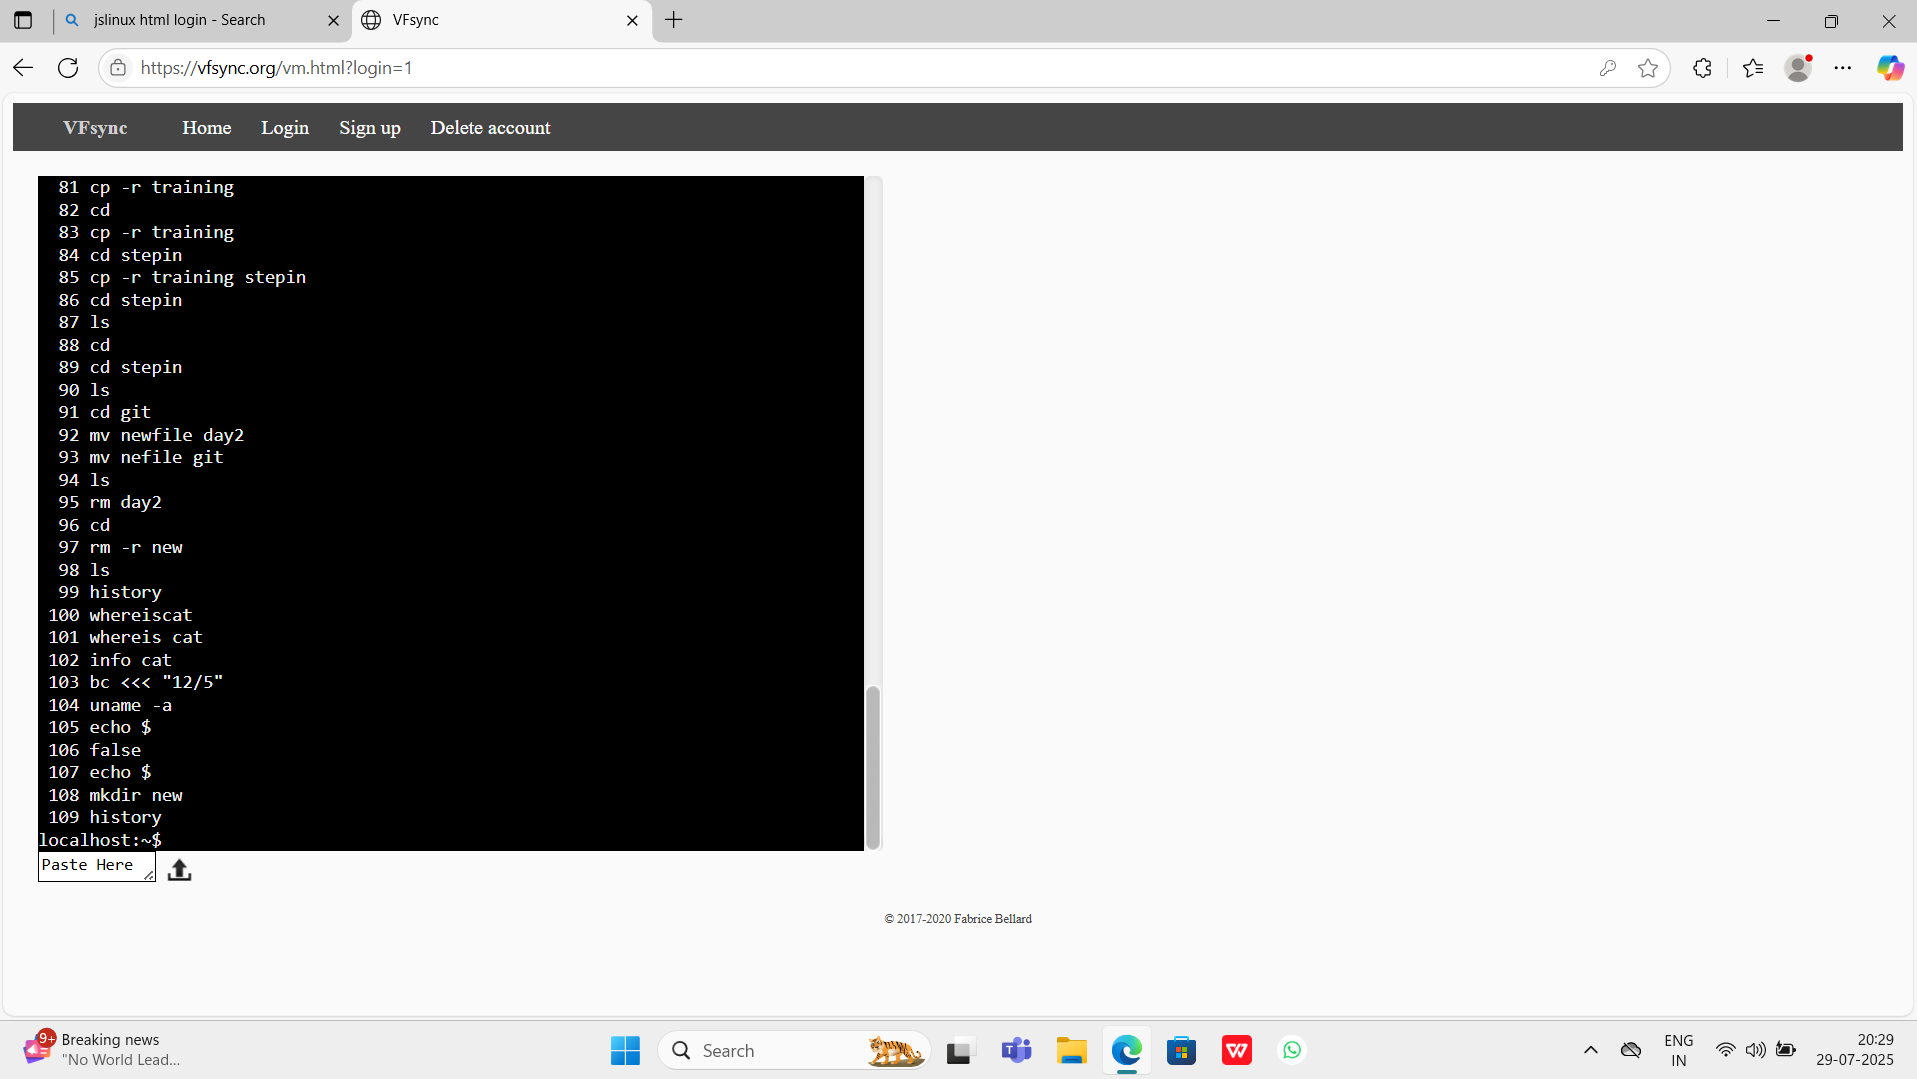 jslinux html login - Search
VFsync
https://vfsync.org/vm.html?login=1
VFsync Home Login Sign up Delete account
81 cp -r training
82 cd
83 cp -r training
84 cd stepin
85 cp -r training stepin
86 cd stepin
87 ls
88 cd
89 cd stepin
90 ls
91 cd git
92 mv newfile day2
93 mv nefile git
94 ls
95 rm day2
96 cd
97 rm -r new
98 ls
99 history
100 whereiscat
101 whereis cat
102 info cat
103 bc <<< "12/5"
104 uname -a
105 echo $
106 false
107 echo $
108 mkdir new
109 history
localhost:~$
Paste Here
© 2017-2020 Fabrice Bellard
9+
Breaking news
"No World Lead...
Search
ENG
IN
20:29
29-07-2025